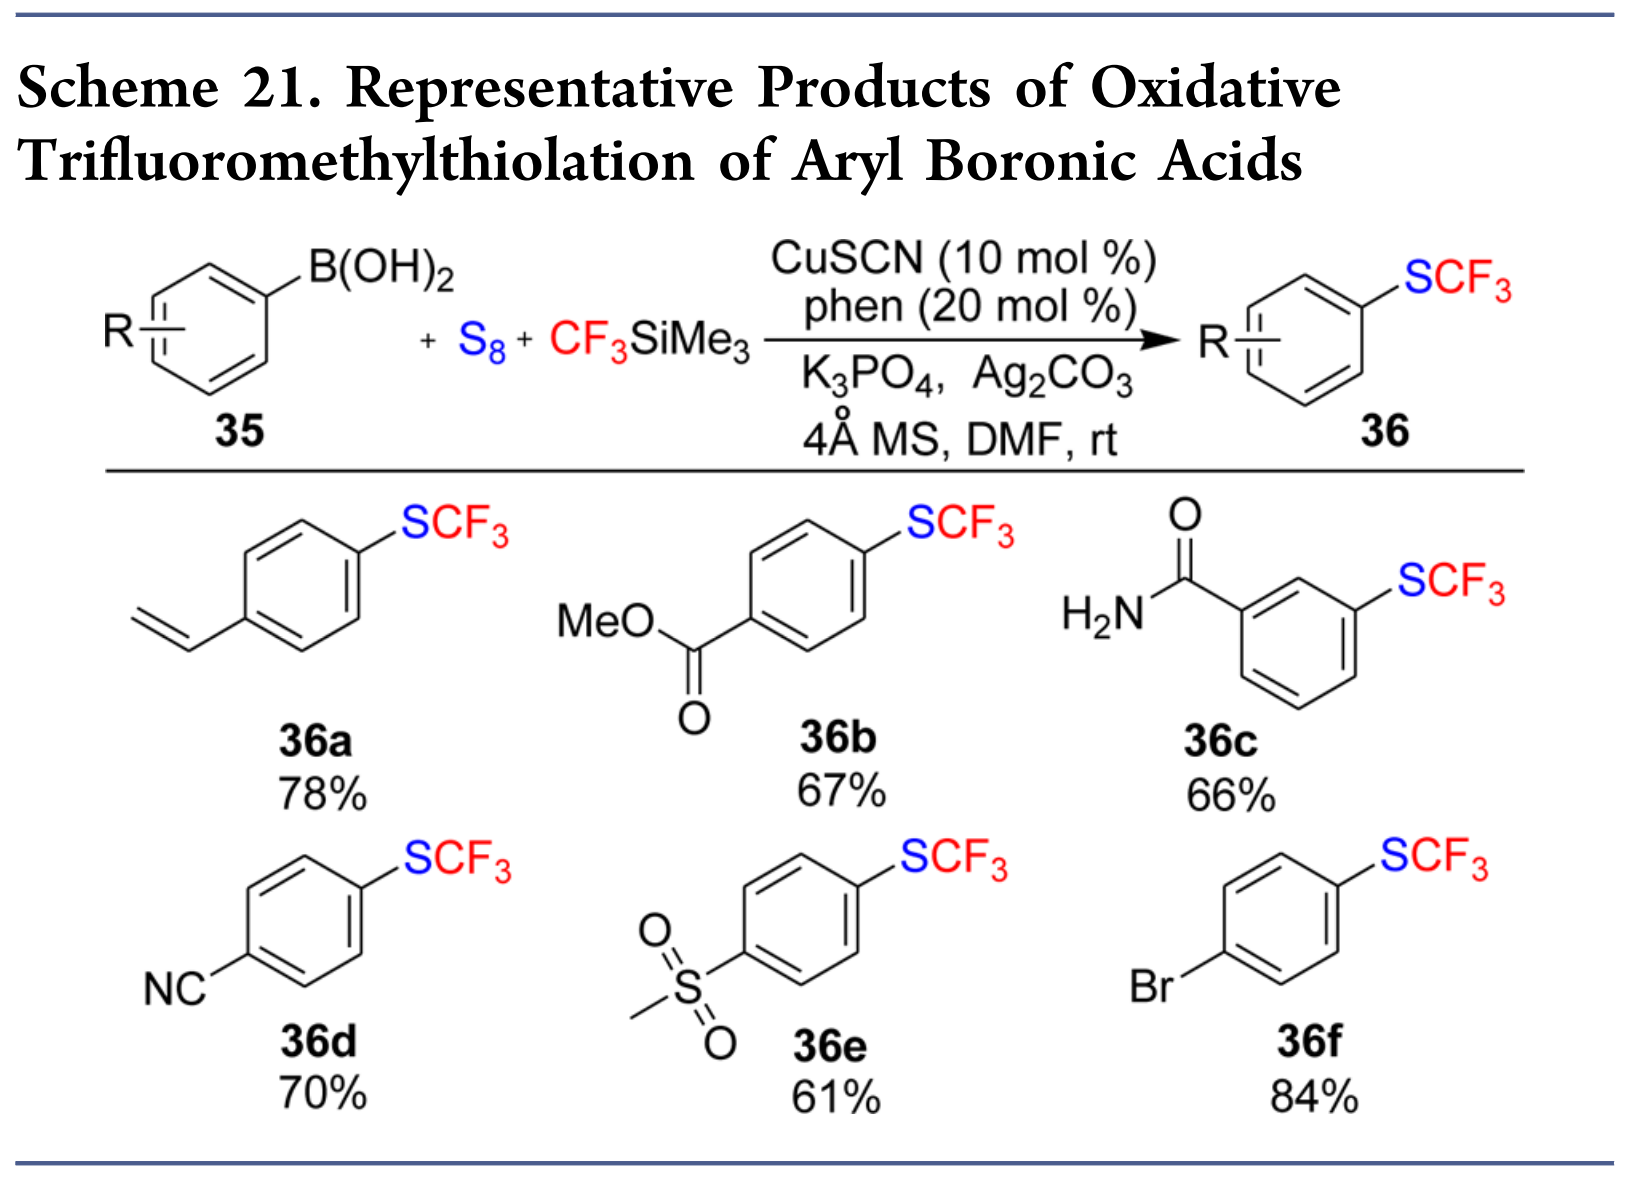 Scheme 21. Representative Products of Oxidative
Trifluoromethylthiolation of Aryl Boronic Acids
R B(OH)₂ + S₈ + CF₃SiMe₃
CuSCN (10 mol %)
phen (20 mol %)
K₃PO₄, Ag₂CO₃
4Å MS, DMF, rt
R SCF₃
35 36
SCF₃
36a
78%
SCF₃
MeO
O
36b
67%
O
H₂N
SCF₃
36c
66%
SCF₃
NC
36d
70%
SCF₃
O
S
O
36e
61%
SCF₃
Br
36f
84%